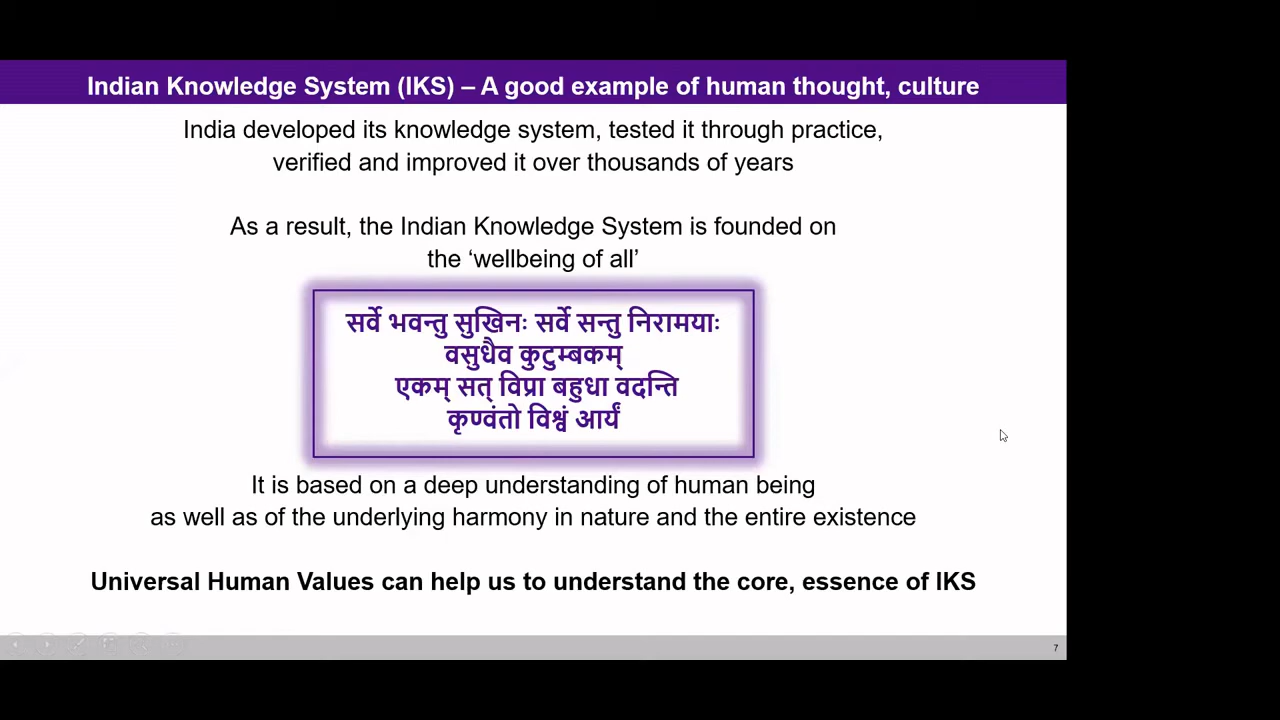 Indian Knowledge System (IKS) – A good example of human thought, culture
India developed its knowledge system, tested it through practice,
verified and improved it over thousands of years
As a result, the Indian Knowledge System is founded on
the ‘wellbeing of all’
सर्वे भवन्तु सुखिनः सर्वे सन्तु निरामयाः
वसुधैव कुटुम्बकम्
एकम् सत् विप्रा बहुधा वदन्ति
कृण्वंतो विश्वं आर्यं
It is based on a deep understanding of human being
as well as of the underlying harmony in nature and the entire existence
Universal Human Values can help us to understand the core, essence of IKS
7